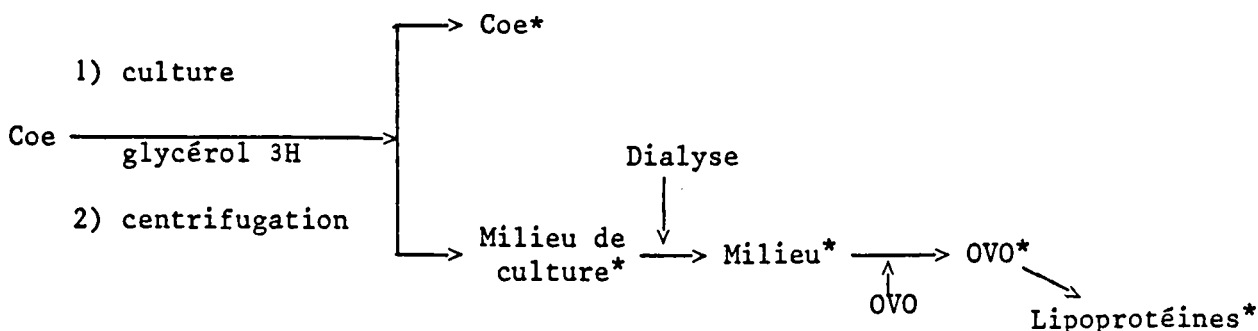 Coe*
1) culture
Coe
glycérol 3H
Dialyse
2) centrifugation
Milieu de
culture*
Milieu*
OVO*
OVO
Lipoprotéines*